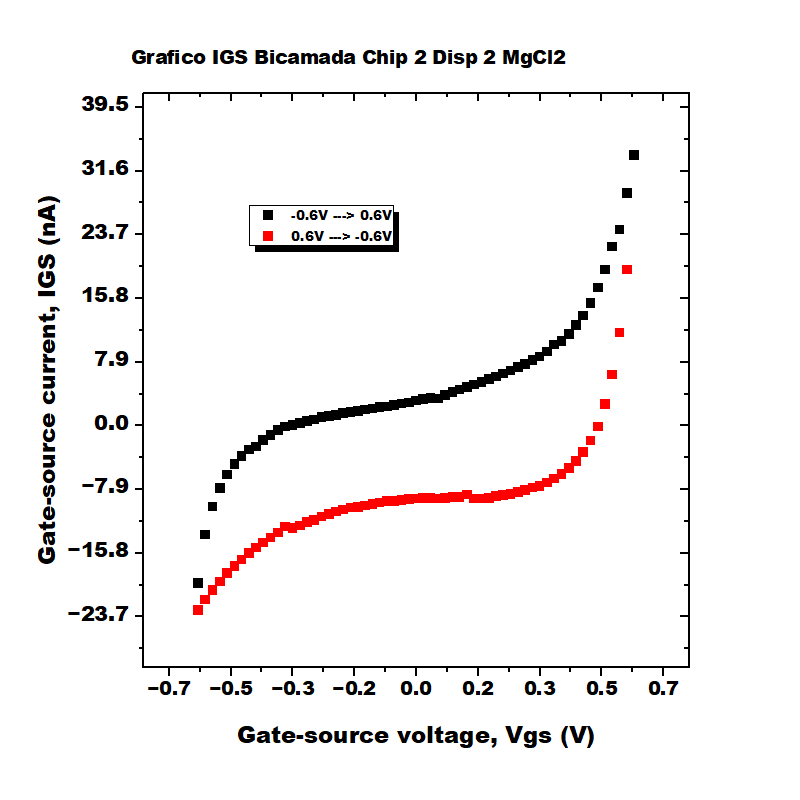 Grafico IGS Bicamada Chip 2 Disp 2 MgCl2
39.5
31.6
23.7
15.8
7.9
0.0
−7.9
−15.8
−23.7
Gate-source current, IGS (nA)
-0.6V ---> 0.6V
0.6V ---> -0.6V
−0.7 −0.5 −0.3 −0.2 0.0 0.2 0.3 0.5 0.7
Gate-source voltage, Vgs (V)